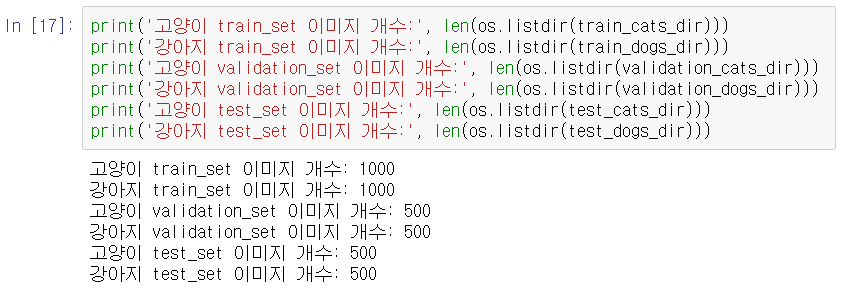 In [17]: print('고양이 train_set 이미지 개수:', len(os.listdir(train_cats_dir)))
print('강아지 train_set 이미지 개수:', len(os.listdir(train_dogs_dir)))
print('고양이 validation_set 이미지 개수:', len(os.listdir(validation_cats_dir)))
print('강아지 validation_set 이미지 개수:', len(os.listdir(validation_dogs_dir)))
print('고양이 test_set 이미지 개수:', len(os.listdir(test_cats_dir)))
print('강아지 test_set 이미지 개수:', len(os.listdir(test_dogs_dir)))
고양이 train_set 이미지 개수: 1000
강아지 train_set 이미지 개수: 1000
고양이 validation_set 이미지 개수: 500
강아지 validation_set 이미지 개수: 500
고양이 test_set 이미지 개수: 500
강아지 test_set 이미지 개수: 500